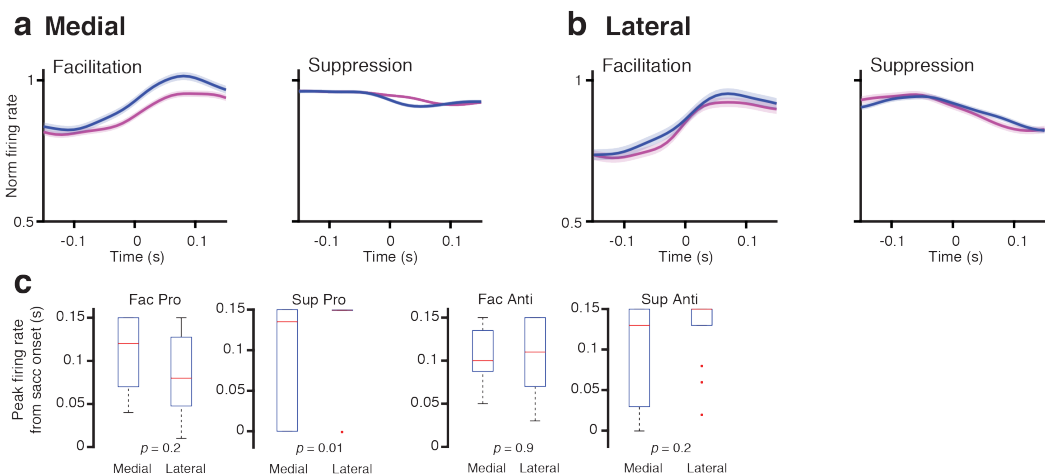 a Medial
b Lateral
Facilitation
Suppression
Facilitation
Suppression
Norm firing rate
1
0.5
-0.1 0 0.1
Time (s)
-0.1 0 0.1
Time (s)
1
0.5
-0.1 0 0.1
Time (s)
-0.1 0 0.1
Time (s)
c
Peak firing rate
from sacc onset (s)
Fac Pro
0.15
0.1
0.05
0
p = 0.2
Medial Lateral
Sup Pro
0.15
0.1
0.05
0
p = 0.01
Medial Lateral
Fac Anti
0.15
0.1
0.05
0
p = 0.9
Medial Lateral
Sup Anti
0.15
0.1
0.05
0
p = 0.2
Medial Lateral